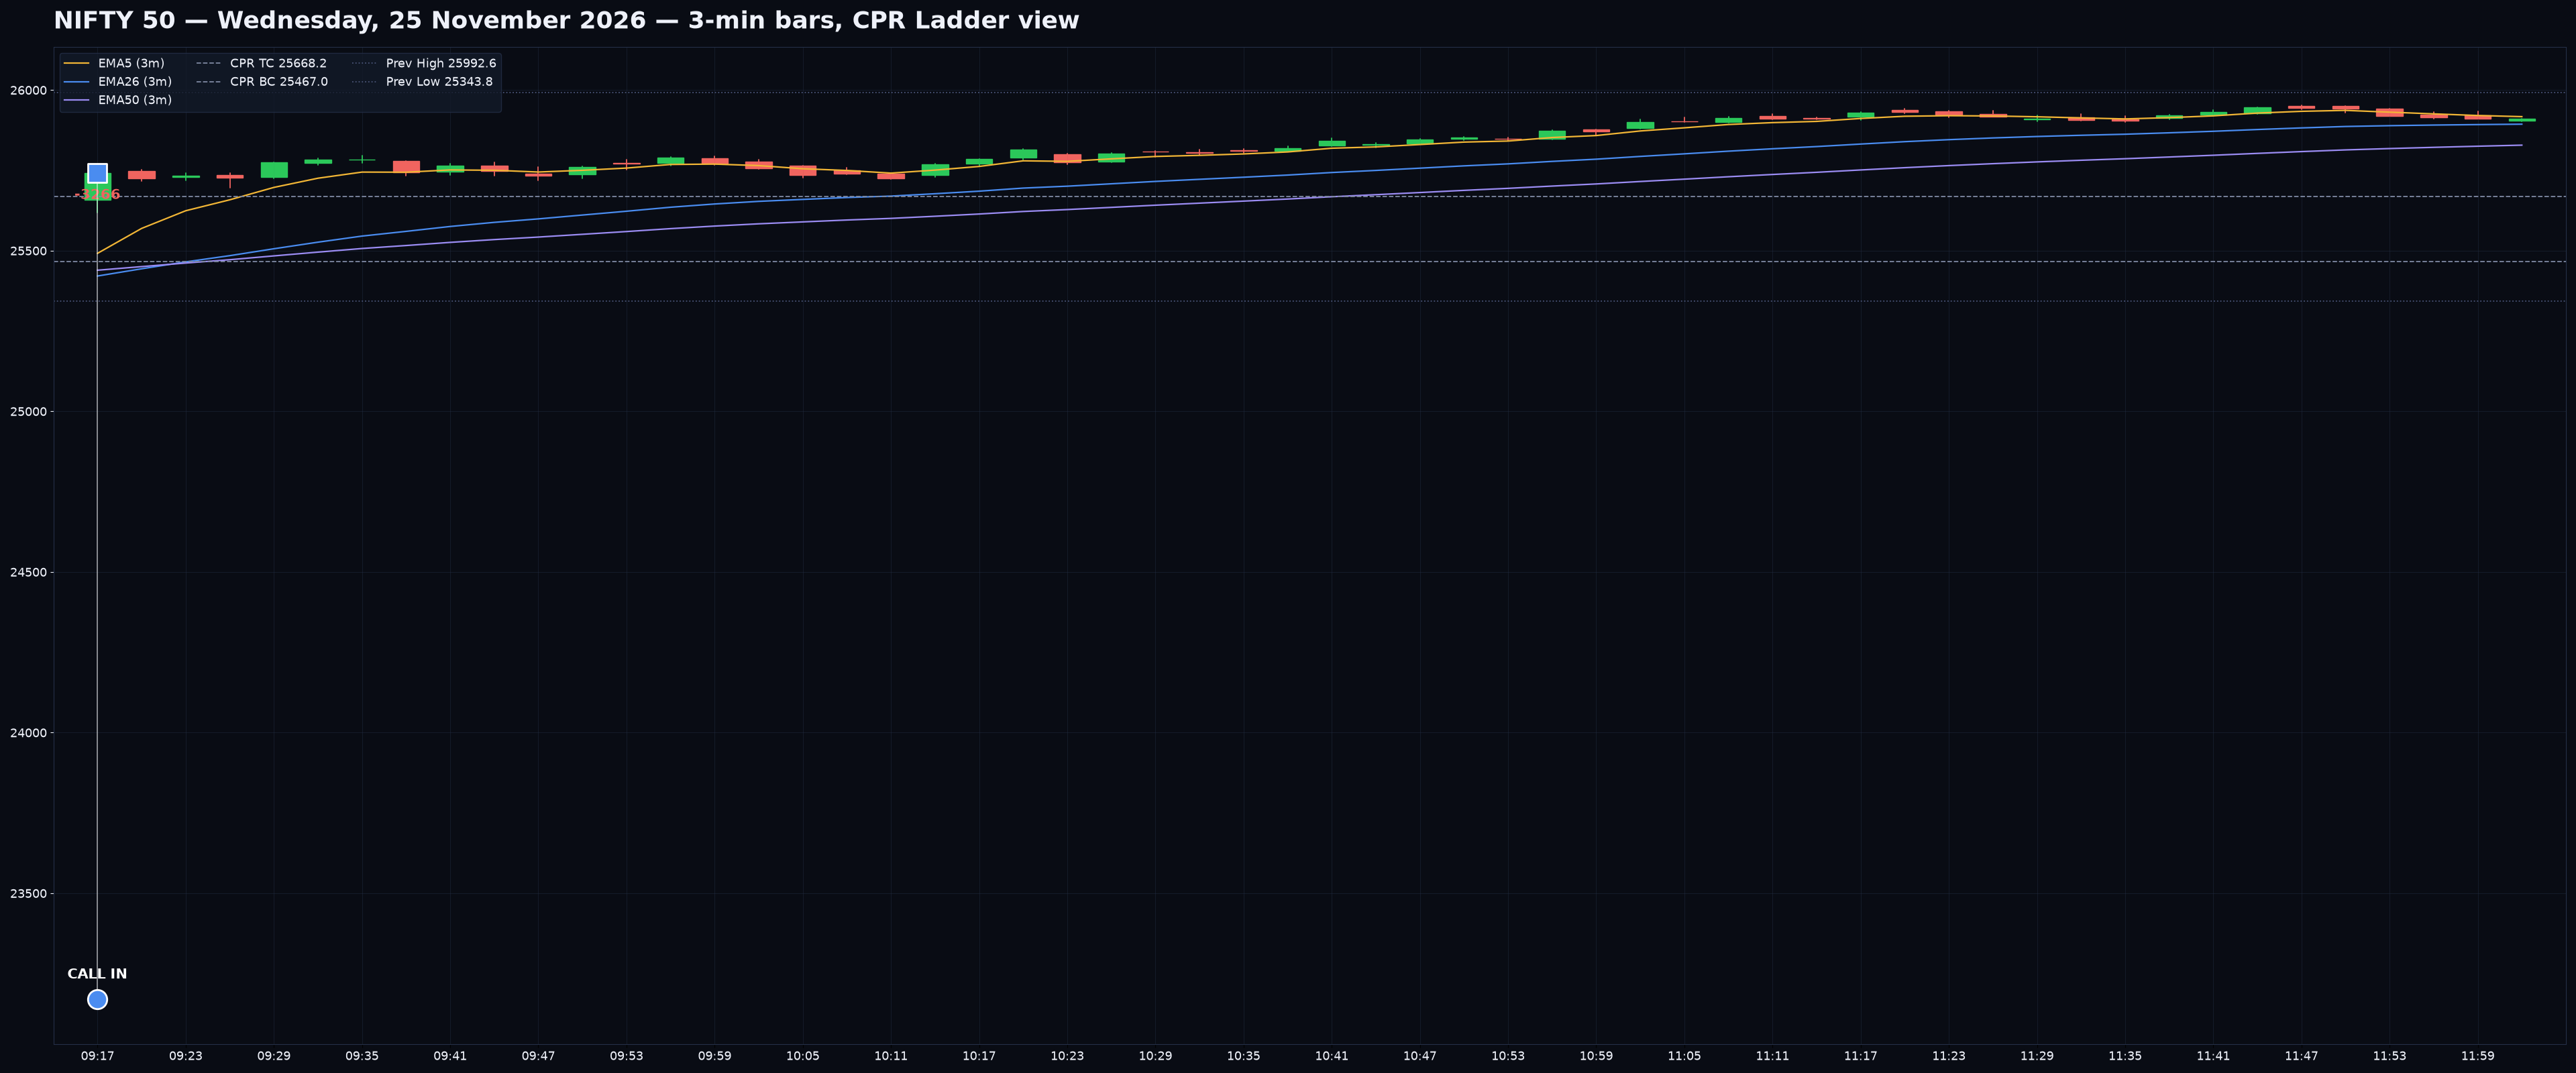 NIFTY 50 — Wednesday, 25 November 2026 — 3-min bars, CPR Ladder view
EMA5 (3m) CPR TC 25668.2 Prev High 25992.6
EMA26 (3m) CPR BC 25467.0 Prev Low 25343.8
EMA50 (3m)
26000
25500
25000
24500
24000
23500
CALL IN
09:17 09:23 09:29 09:35 09:41 09:47 09:53 09:59 10:05 10:11 10:17 10:23 10:29 10:35 10:41 10:47 10:53 10:59 11:05 11:11 11:17 11:23 11:29 11:35 11:41 11:47 11:53 11:59